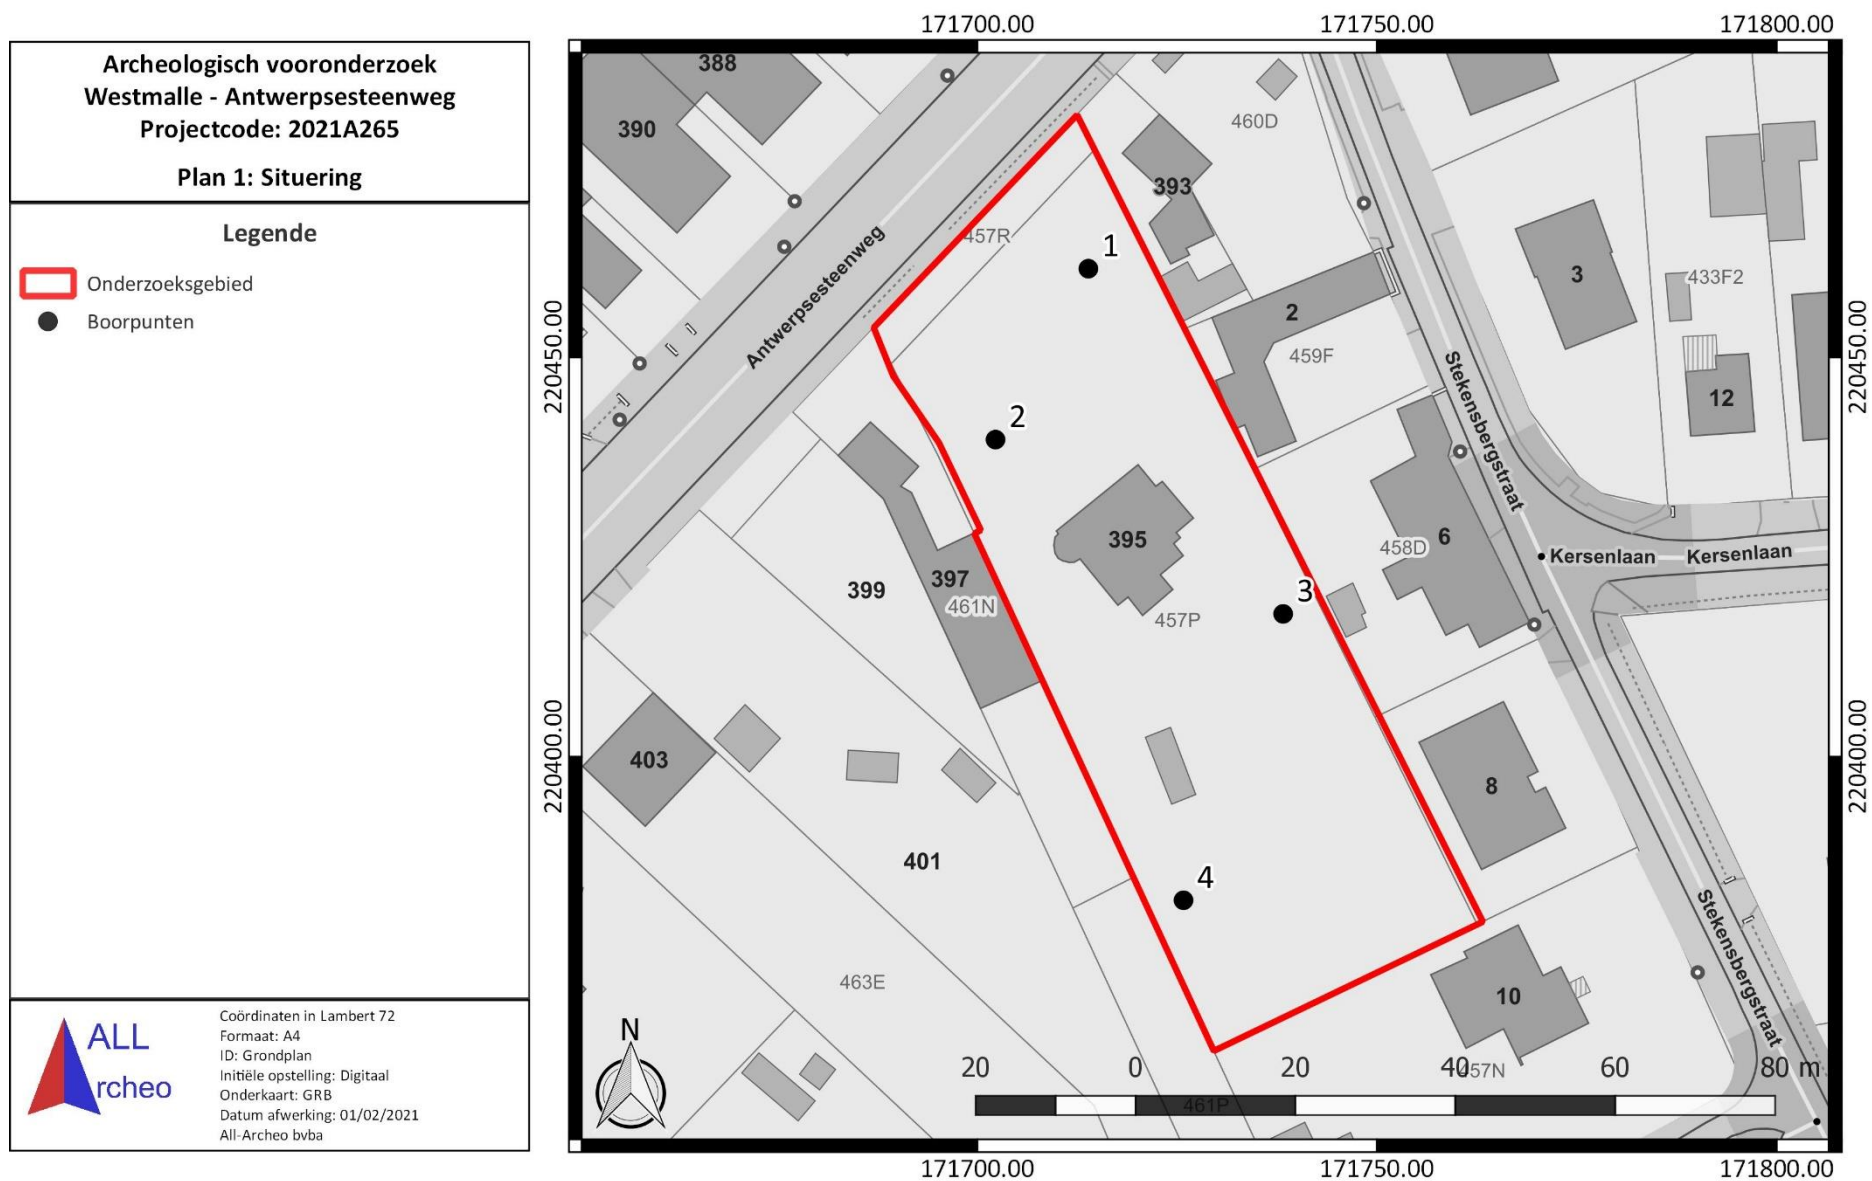 Archeologisch vooronderzoek
Westmalle - Antwerpsesteenweg
Projectcode: 2021A265
Plan 1: Situering
Legende
Onderzoeksgebied
Boorpunten
ALL
rcheo
Coördinaten in Lambert 72
Formaat: A4
ID: Grondplan
Initiële opstelling: Digitaal
Onderkaart: GRB
Datum afwerking: 01/02/2021
All-Archeo bvba
171700.00
171750.00
171800.00
220450.00
220400.00
388
390
460D
393
457R
1
Antwerpsesteenweg
2
459F
3
433F2
12
Stekensbergstraat
2
395
397
461N
399
457P
3
458D
6
Kersenlaan
Kersenlaan
403
8
401
4
463E
10
457N
461P
Stekensbergstraat
N
20
0
20
40
60
80 m
220450.00
220400.00
171700.00
171750.00
171800.00